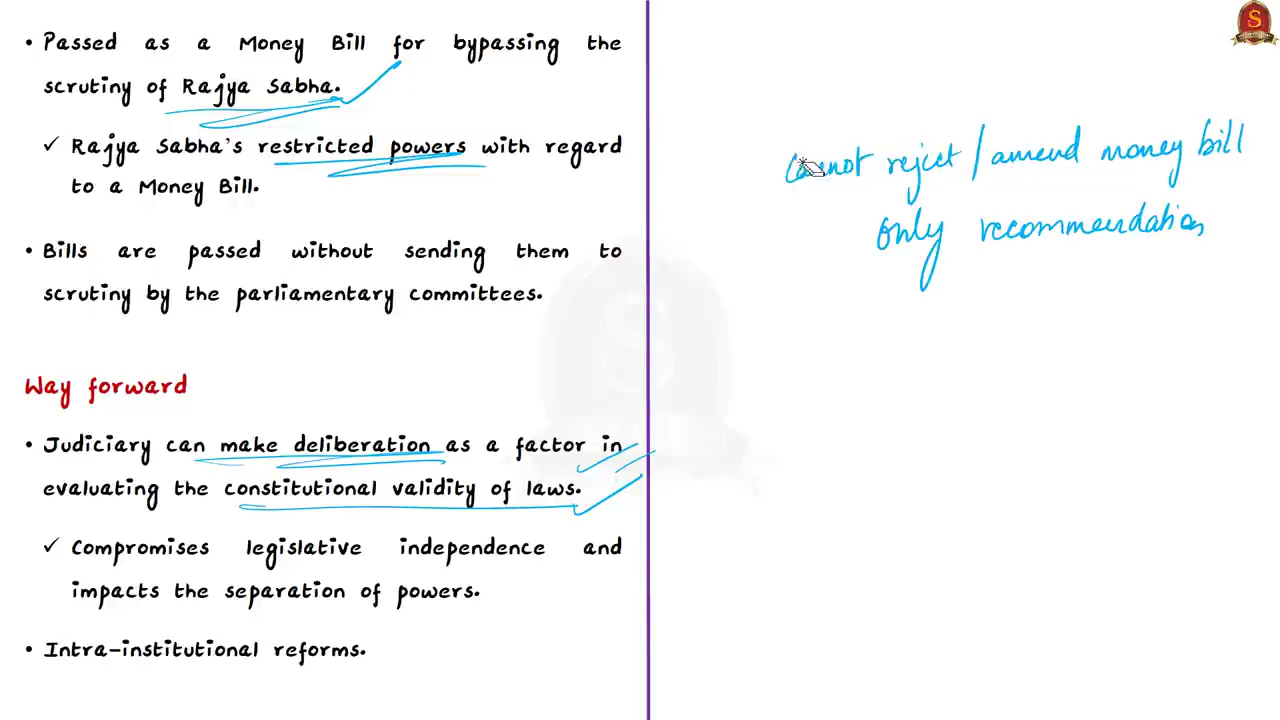 • Passed as a Money Bill for bypassing the
scrutiny of Rajya Sabha.
✓ Rajya Sabha's restricted powers with regard
to a Money Bill.
• Bills are passed without sending them to
scrutiny by the parliamentary committees.
Way forward
• Judiciary can make deliberation as a factor in
evaluating the constitutional validity of laws.
✓ Compromises legislative independence and
impacts the separation of powers.
• Intra-institutional reforms.
cannot reject / amend money bill
only recommendation
S